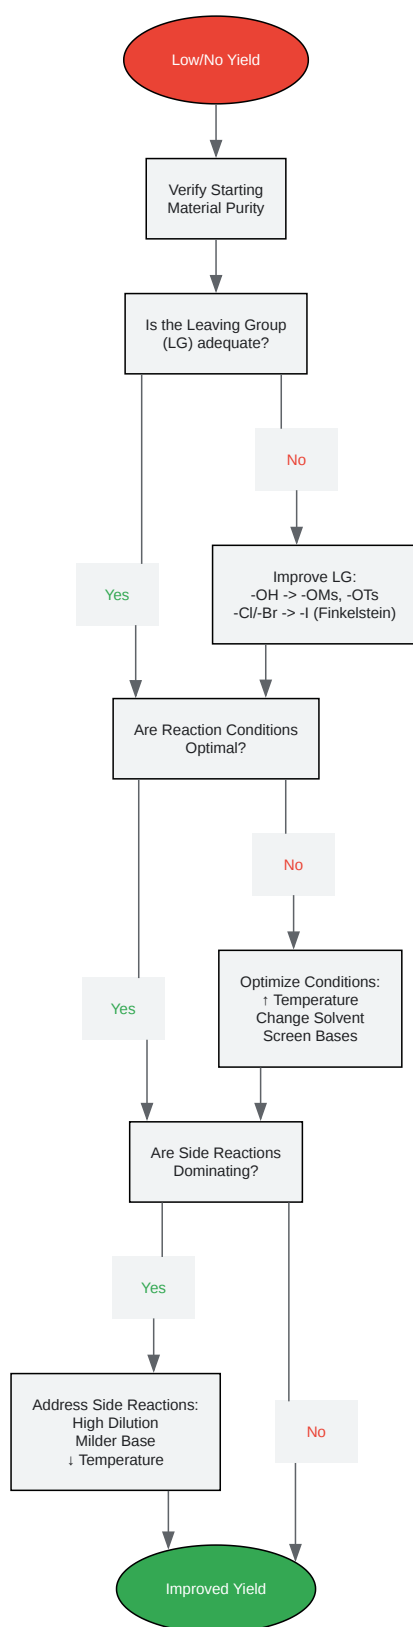 Low/No Yield
Verify Starting
Material Purity
Is the Leaving Group
(LG) adequate?
No
Improve LG:
-OH -> -OMs, -OTs
-Cl/-Br -> -I (Finkelstein)
Yes
Are Reaction Conditions
Optimal?
No
Optimize Conditions:
↑ Temperature
Change Solvent
Screen Bases
Yes
Are Side Reactions
Dominating?
Yes
Address Side Reactions:
High Dilution
Milder Base
↓ Temperature
No
Improved Yield